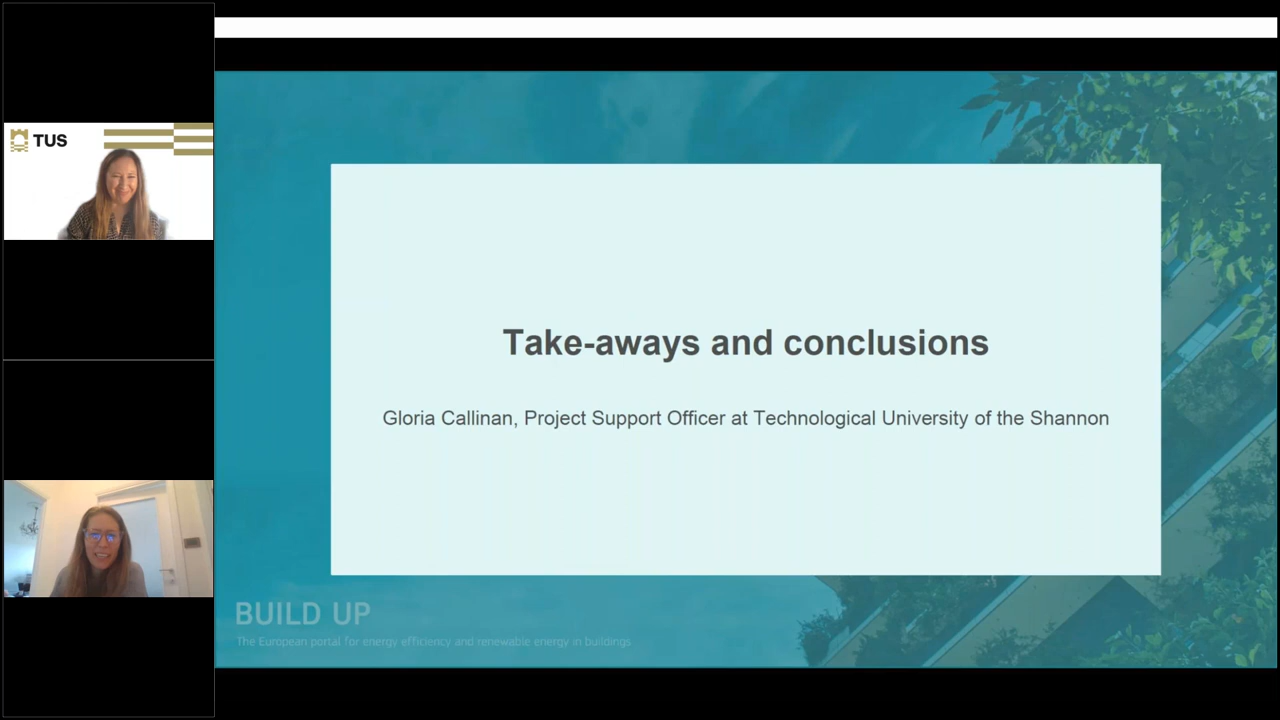 TUS
Take-aways and conclusions
Gloria Callinan, Project Support Officer at Technological University of the Shannon
BUILD UP
The European portal for energy efficiency and renewable energy in buildings